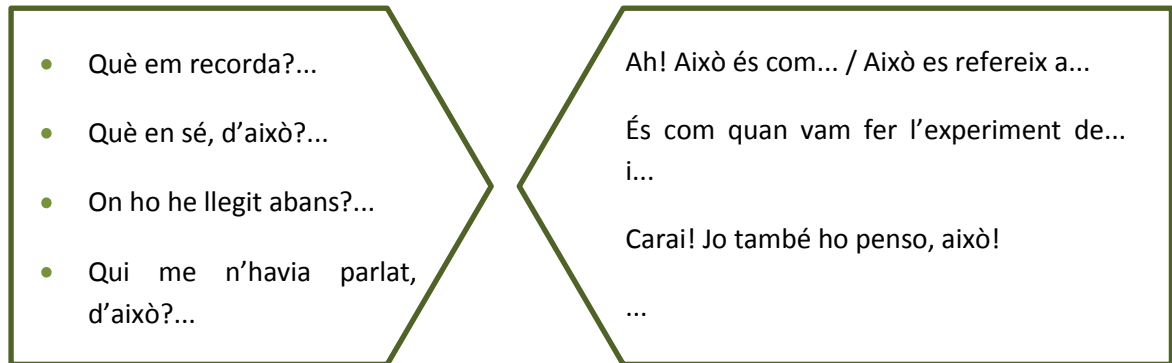 • Què em recorda?...
• Què en sé, d'això?...
• On ho he llegit abans?...
• Qui me n'havia parlat,
d'això?...
Ah! Això és com... / Això es refereix a...
És com quan vam fer l'experiment de...
i...
Carai! Jo també ho penso, això!
...